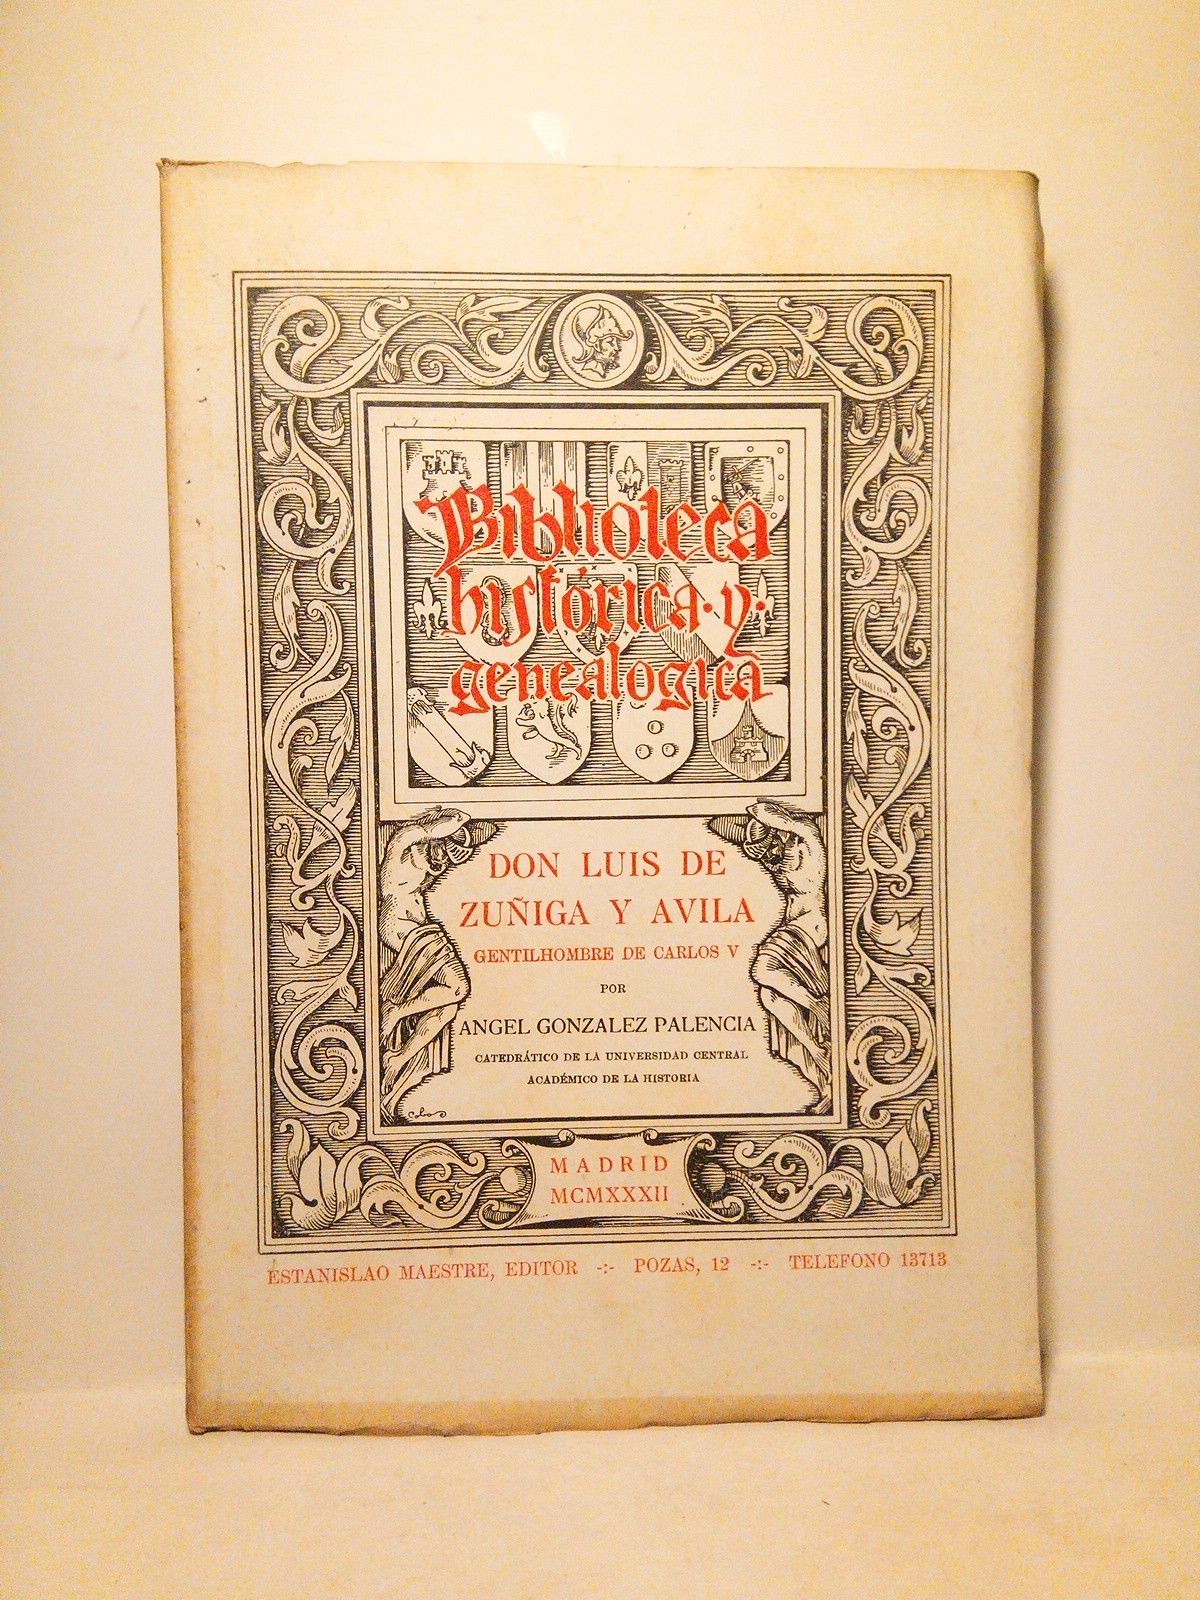 Biblioteca
histórica·y·
genealogica
DON LUIS DE
ZUÑIGA Y AVILA
GENTILHOMBRE DE CARLOS V
POR
ANGEL GONZALEZ PALENCIA
CATEDRÁTICO DE LA UNIVERSIDAD CENTRAL
ACADÉMICO DE LA HISTORIA
MADRID
MCMXXXII
ESTANISLAO MAESTRE, EDITOR -:- POZAS, 12 -:- TELEFONO 13713